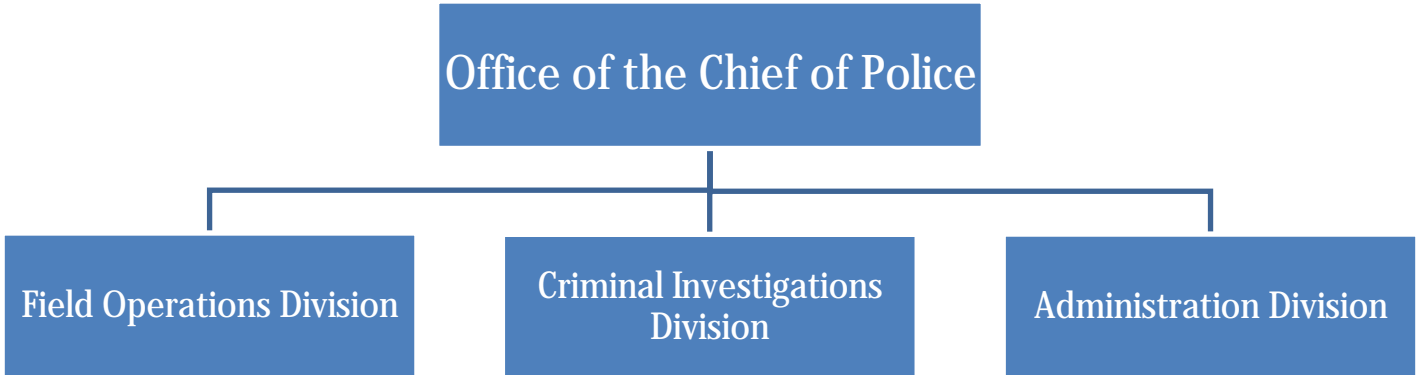 Office of the Chief of Police
Field Operations Division
Criminal Investigations
Division
Administration Division